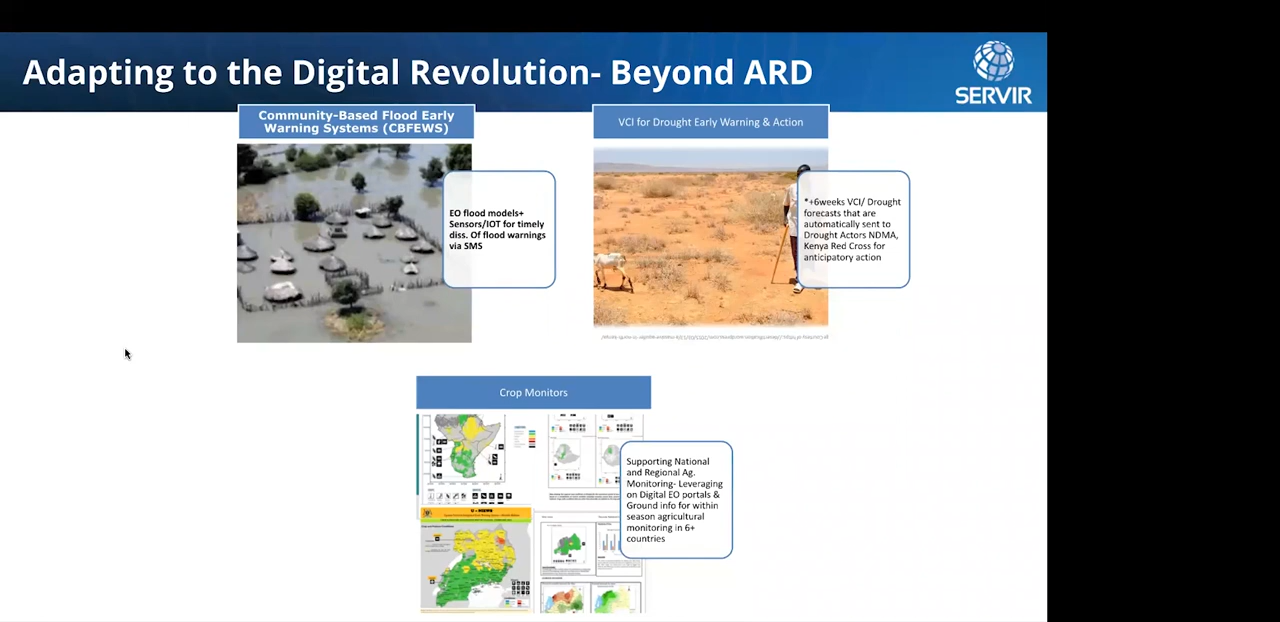 Adapting to the Digital Revolution- Beyond ARD
SERVIR
Community-Based Flood Early
Warning Systems (CBFEWS)
EO flood models+
Sensors/IOT for timely
diss. Of flood warnings
via SMS
VCI for Drought Early Warning & Action
*+6weeks VCI/ Drought
forecasts that are
automatically sent to
Drought Actors NDMA,
Kenya Red Cross for
anticipatory action
Crop Monitors
Supporting National
and Regional Ag.
Monitoring- Leveraging
on Digital EO portals &
Ground info for within
season agricultural
monitoring in 6+
countries